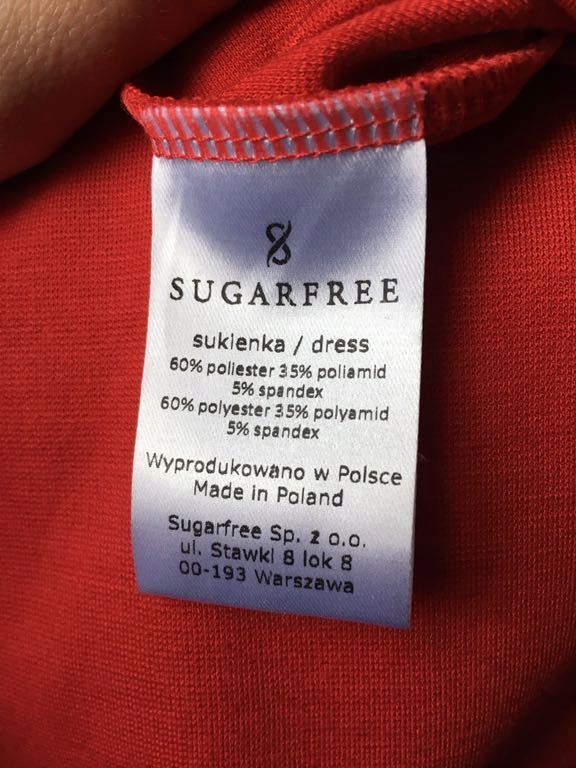 SUGARFREE
sukienka / dress
60% poliester 35% poliamid
5% spandex
60% polyester 35% polyamid
5% spandex
Wyprodukowano w Polsce
Made in Poland
Sugarfree Sp. z o.o.
ul. Stawki 8 lok 8
00-193 Warszawa